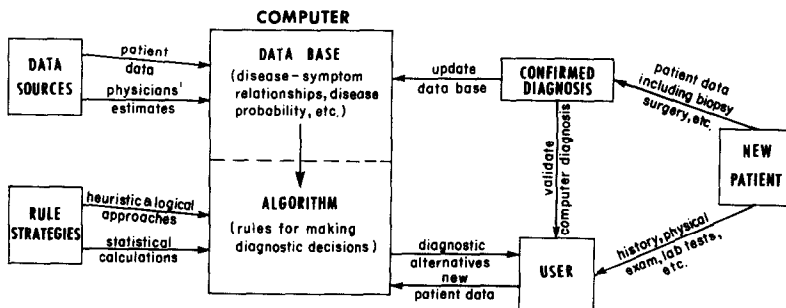 COMPUTER
DATA
SOURCES
patient
data
physicians'
estimates
DATA BASE
(disease-symptom
relationships, disease
probability, etc.)
update
data base
CONFIRMED
DIAGNOSIS
patient data
including biopsy
surgery, etc.
NEW
PATIENT
validate
computer diagnosis
RULE
STRATEGIES
heuristic & logical
approaches
statistical
calculations
ALGORITHM
(rules for making
diagnostic decisions)
diagnostic
alternatives
new
patient data
USER
history, physical
exam, lab tests,
etc.